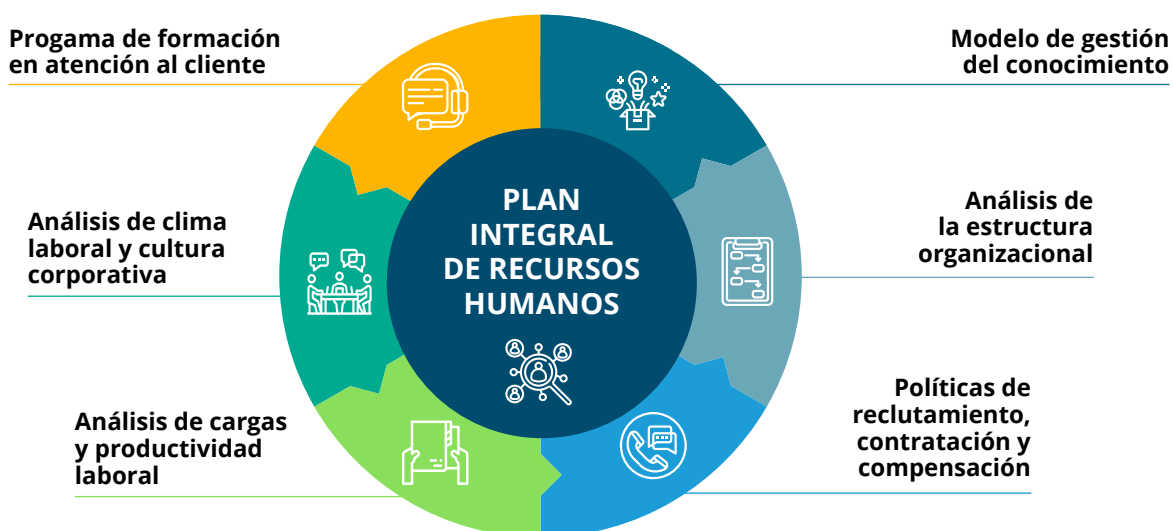 Progama de formación
en atención al cliente
Modelo de gestión
del conocimiento
PLAN
INTEGRAL
DE RECURSOS
HUMANOS
Análisis de clima
laboral y cultura
corporativa
Análisis de
la estructura
organizacional
Análisis de cargas
y productividad
laboral
Políticas de
reclutamiento,
contratación y
compensación